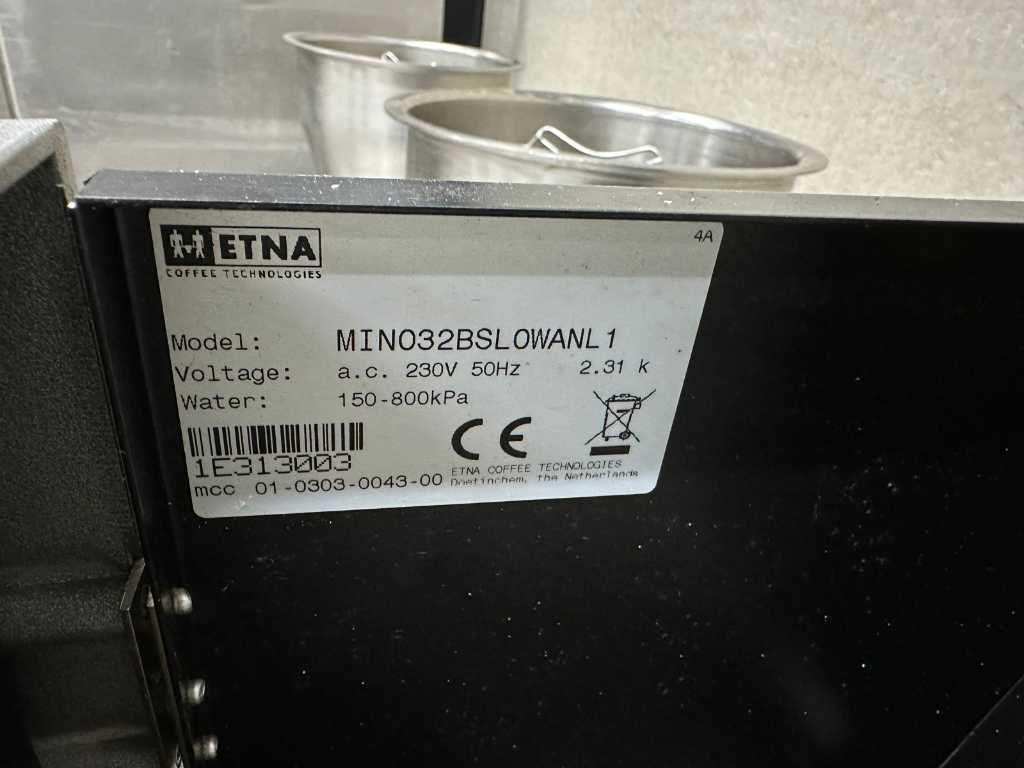 ETNA
COFFEE TECHNOLOGIES
4A
Model: MINO32BSLOWANL1
Voltage: a.c. 230V 50Hz 2.31 k
Water: 150-800kPa
CE
1E313003
mcc 01-0303-0043-00
ETNA COFFEE TECHNOLOGIES
Doetinchem, the Netherlands